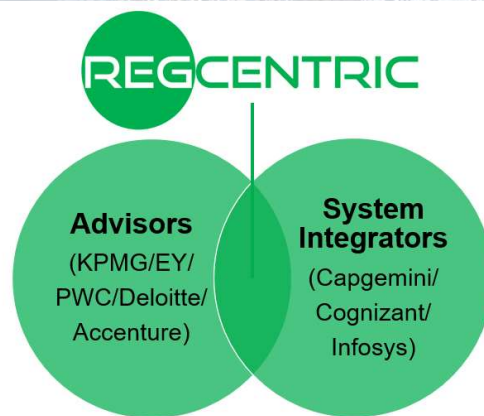 REGCENTRIC
Advisors
(KPMG/EY/
PWC/Deloitte/
Accenture)
System
Integrators
(Capgemini/
Cognizant/
Infosys)